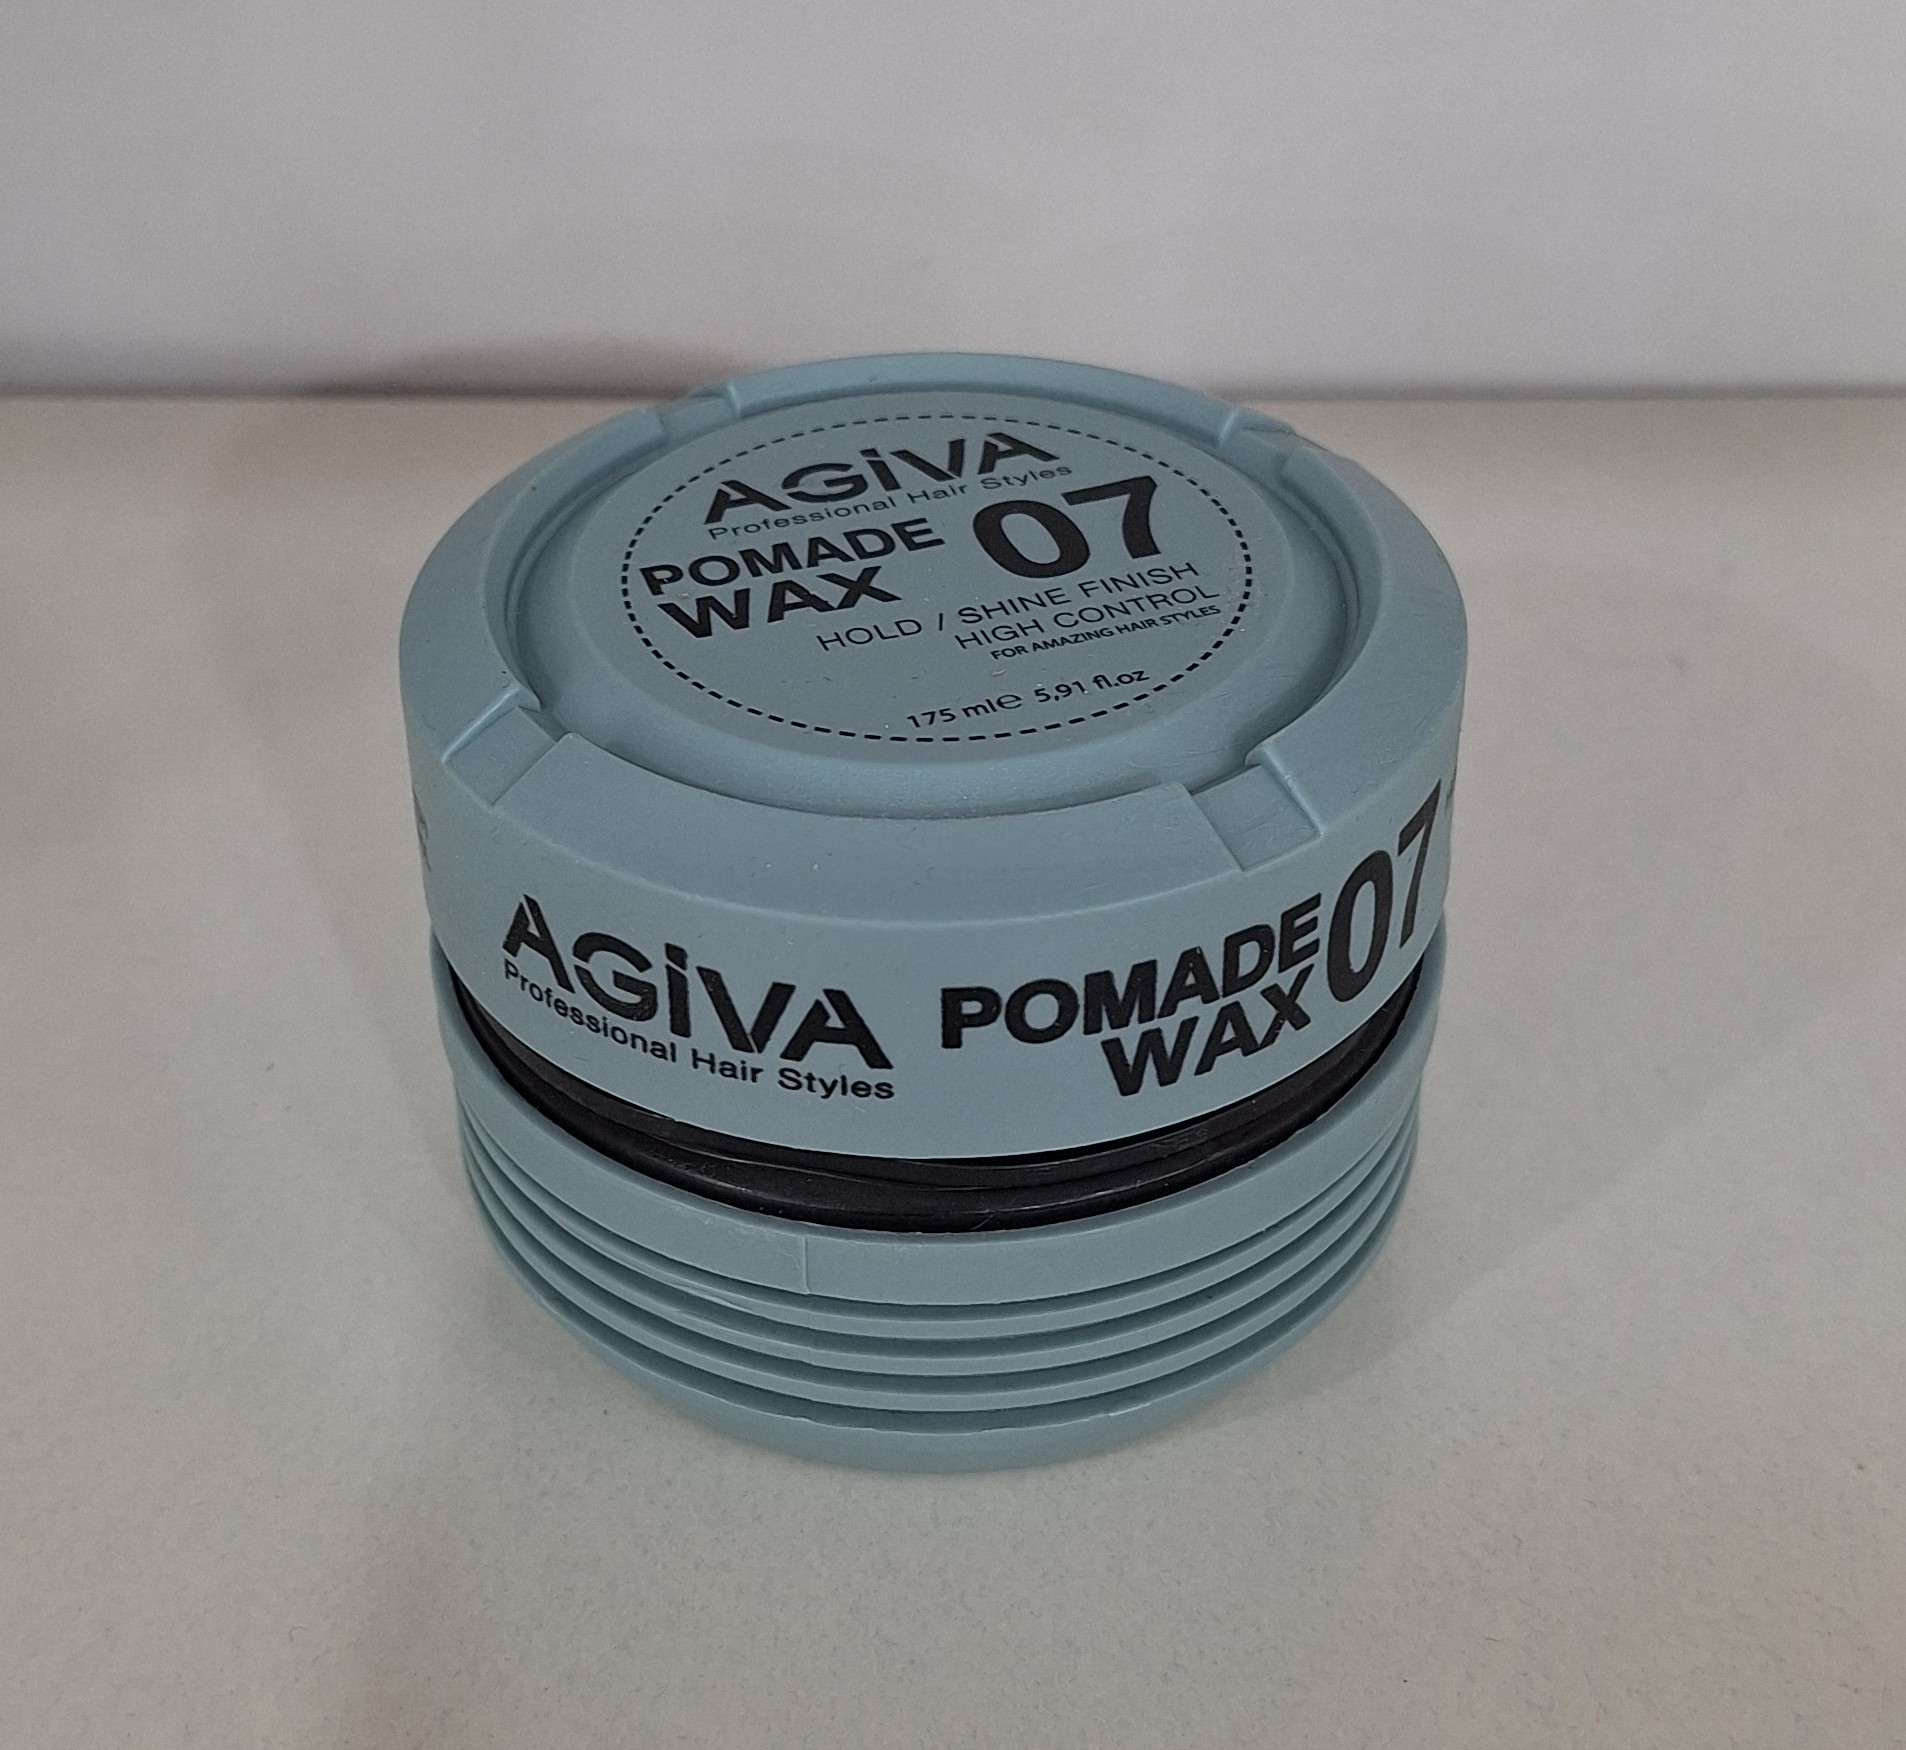 AGiVA
Professional Hair Styles
POMADE 07
WAX
HOLD / SHINE FINISH
HIGH CONTROL
FOR AMAZING HAIR STYLES
175 ml℮ 5,91 fl.oz
AGiVA
Professional Hair Styles
POMADE 07
WAX